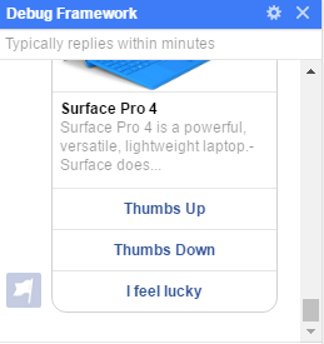 Debug Framework
Typically replies within minutes
Surface Pro 4
Surface Pro 4 is a powerful,
versatile, lightweight laptop.-
Surface does...
Thumbs Up
Thumbs Down
I feel lucky